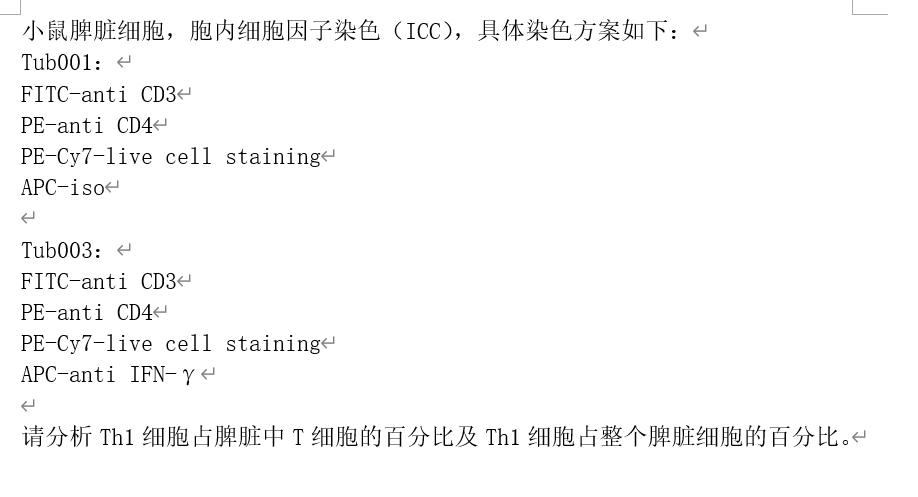 小鼠脾脏细胞，胞内细胞因子染色（ICC），具体染色方案如下：
Tub001：
FITC-anti CD3
PE-anti CD4
PE-Cy7-live cell staining
APC-iso
Tub003：
FITC-anti CD3
PE-anti CD4
PE-Cy7-live cell staining
APC-anti IFN-γ
请分析 Th1 细胞占脾脏中 T 细胞的百分比及 Th1 细胞占整个脾脏细胞的百分比。